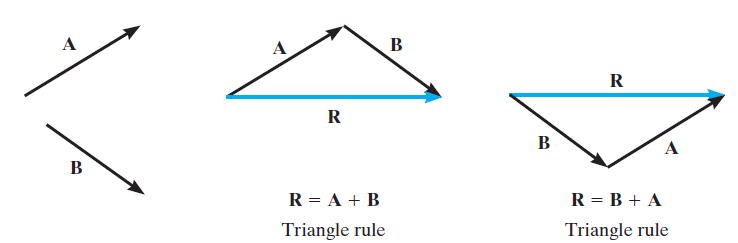 A
B
A
B
R
R = A + B
Triangle rule
R
B
A
R = B + A
Triangle rule